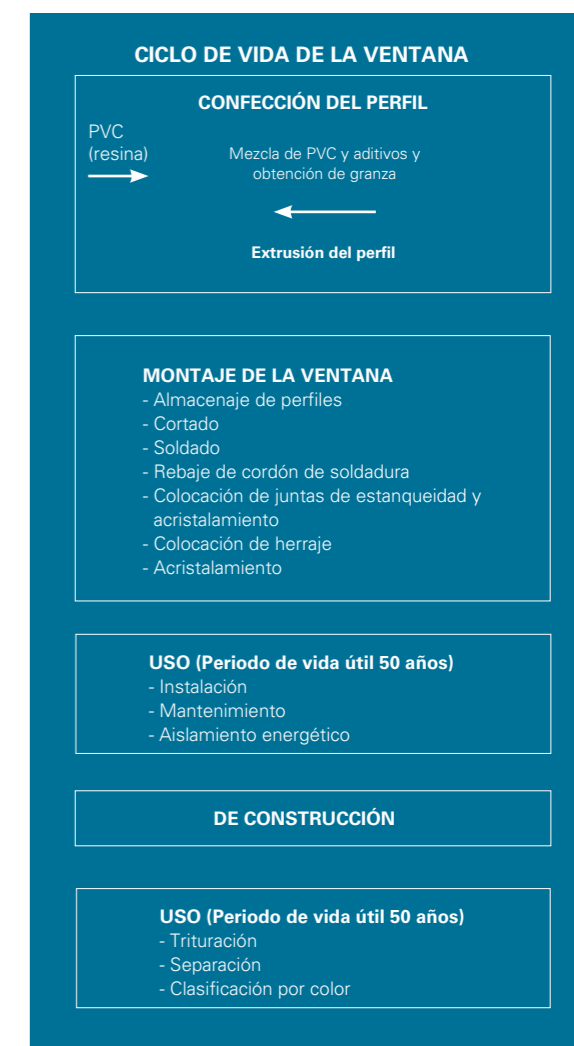 CICLO DE VIDA DE LA VENTANA
CONFECCIÓN DEL PERFIL
PVC
(resina)
Mezcla de PVC y aditivos y
obtención de granza
Extrusión del perfil
MONTAJE DE LA VENTANA
- Almacenaje de perfiles
- Cortado
- Soldado
- Rebaje de cordón de soldadura
- Colocación de juntas de estanqueidad y
acristalamiento
- Colocación de herraje
- Acristalamiento
USO (Periodo de vida útil 50 años)
- Instalación
- Mantenimiento
- Aislamiento energético
DE CONSTRUCCIÓN
USO (Periodo de vida útil 50 años)
- Trituración
- Separación
- Clasificación por color